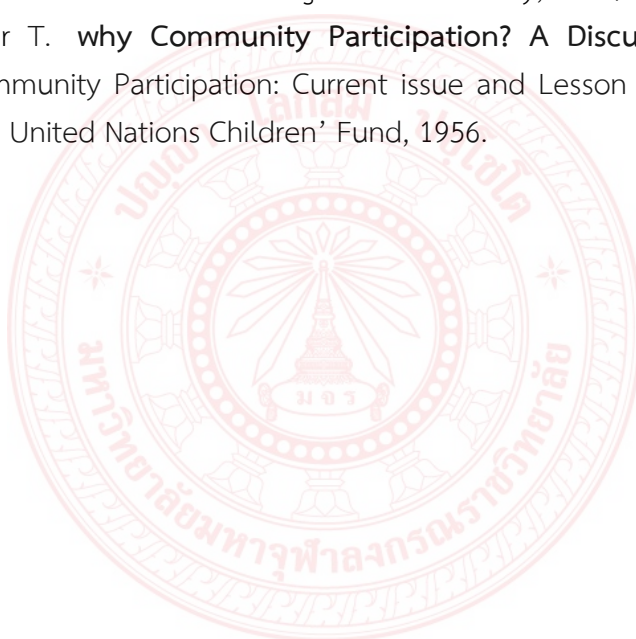 r T. why Community Participation? A Discu
mmunity Participation: Current issue and Lesson
United Nations Children’ Fund, 1956.
ปญฺญา โลกสฺมิ ปชฺโชโต
มจร
มหาวิทยาลัยมหาจุฬาลงกรณราชวิทยาลัย